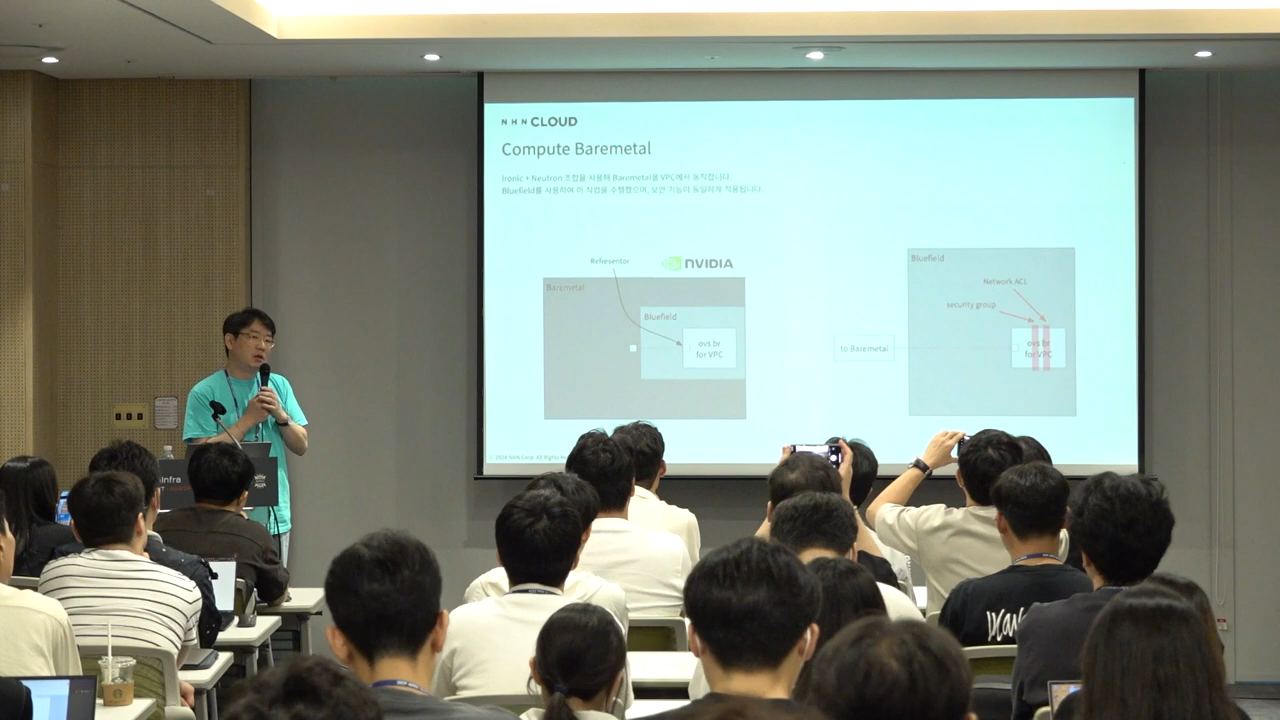 NHN CLOUD
Compute Baremetal
Ironic + Neutron 조합을 사용해 Baremetal을 VPC에서 동작합니다.
Bluefield를 사용하여 이 작업을 수행했으며, 보안 기능이 동일하게 적용됩니다.
Refresentor
NVIDIA
Baremetal
Bluefield
ovs br
for VPC
Bluefield
Network ACL
security group
to Baremetal
ovs br
for VPC